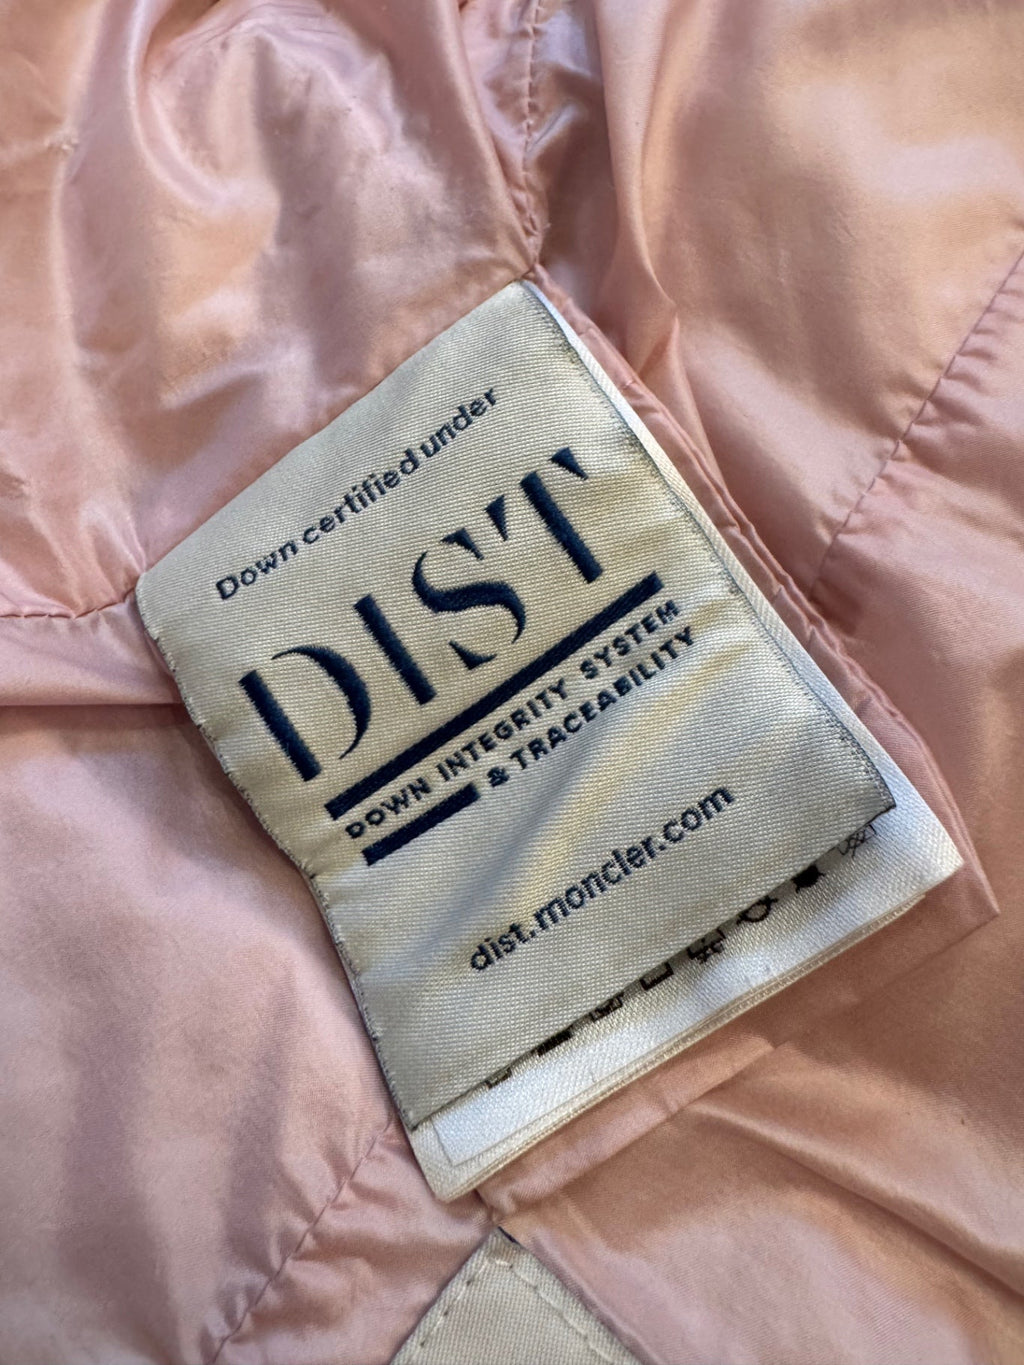 Down certified under
DIST
DOWN INTEGRITY SYSTEM
& TRACEABILITY
dist.moncler.com